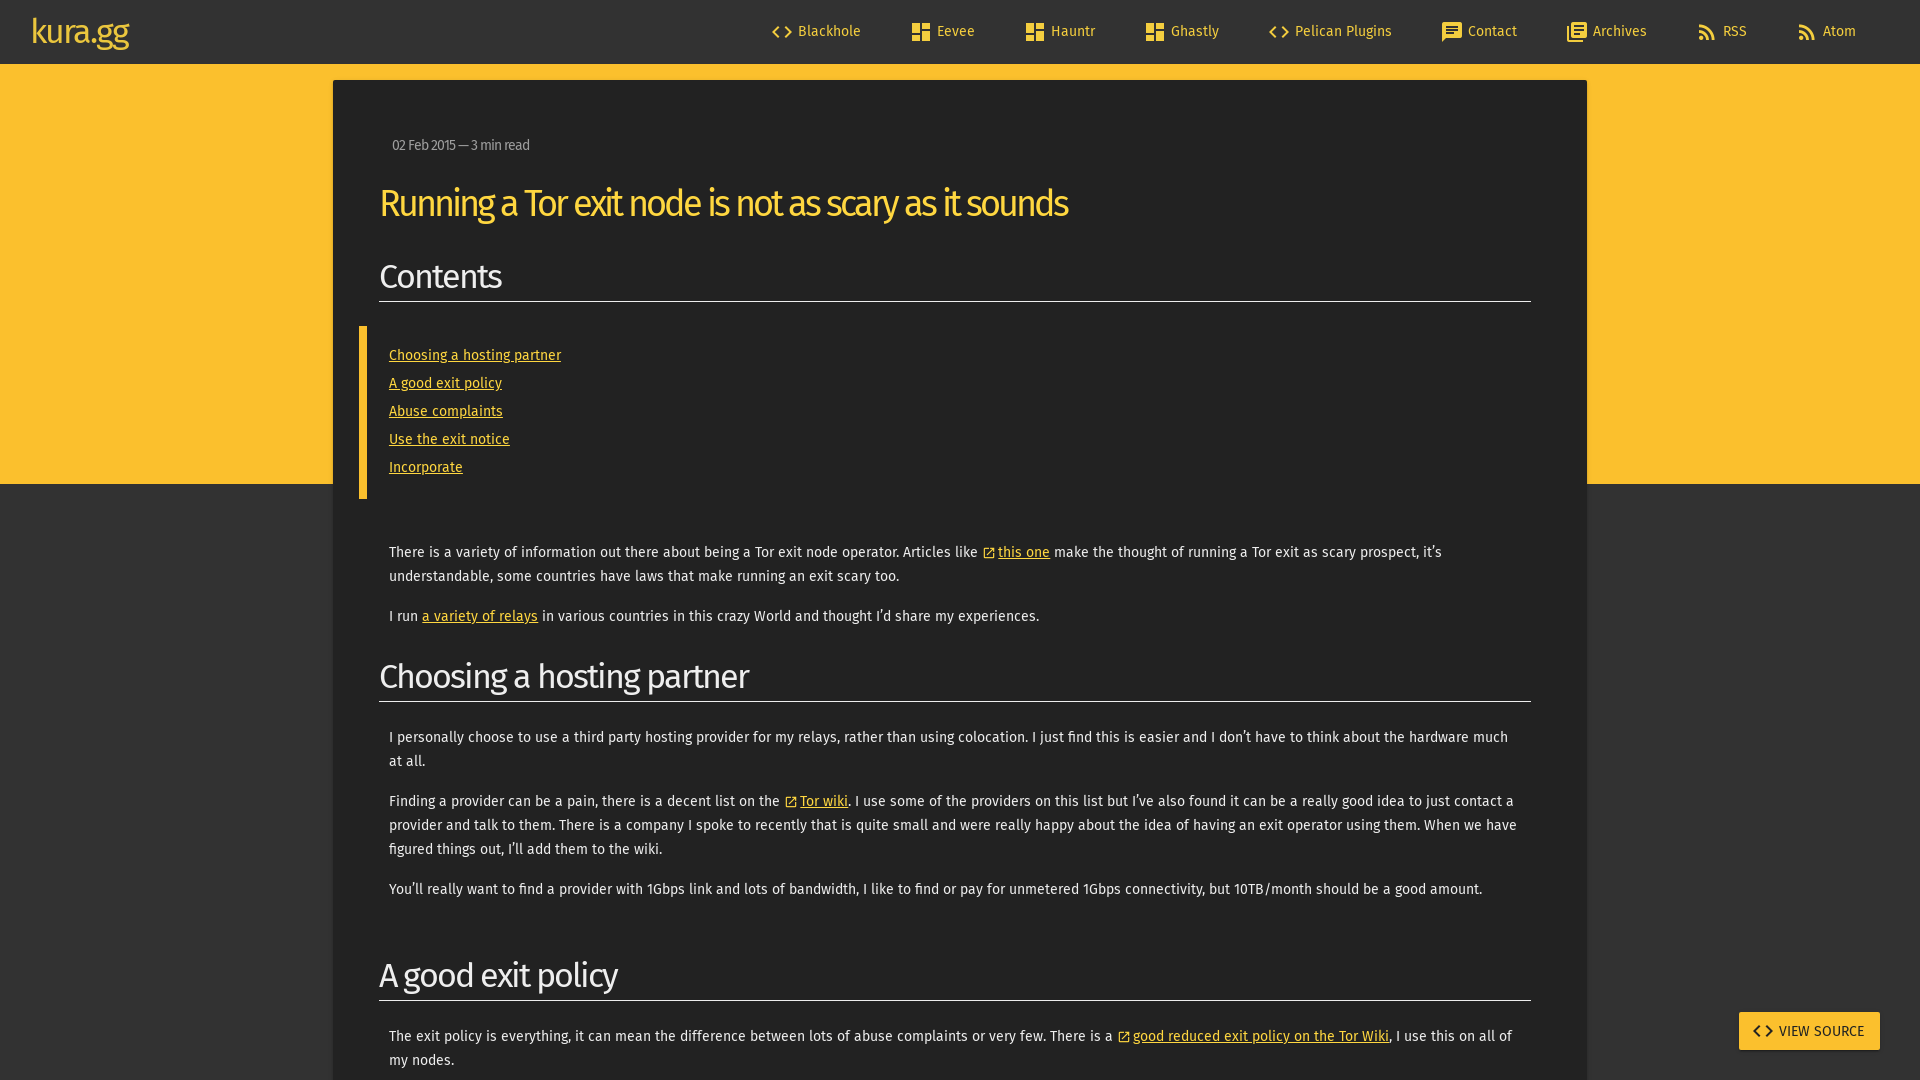 kura.gg
Blackhole
Eevee
Hauntr
Ghastly
Pelican Plugins
Contact
Archives
RSS
Atom
02 Feb 2015 — 3 min read
Running a Tor exit node is not as scary as it sounds
Contents
Choosing a hosting partner
A good exit policy
Abuse complaints
Use the exit notice
Incorporate
There is a variety of information out there about being a Tor exit node operator. Articles like this one make the thought of running a Tor exit as scary prospect, it’s
understandable, some countries have laws that make running an exit scary too.
I run a variety of relays in various countries in this crazy World and thought I’d share my experiences.
Choosing a hosting partner
I personally choose to use a third party hosting provider for my relays, rather than using colocation. I just find this is easier and I don’t have to think about the hardware much
at all.
Finding a provider can be a pain, there is a decent list on the Tor wiki. I use some of the providers on this list but I’ve also found it can be a really good idea to just contact a
provider and talk to them. There is a company I spoke to recently that is quite small and were really happy about the idea of having an exit operator using them. When we have
figured things out, I’ll add them to the wiki.
You’ll really want to find a provider with 1Gbps link and lots of bandwidth, I like to find or pay for unmetered 1Gbps connectivity, but 10TB/month should be a good amount.
A good exit policy
The exit policy is everything, it can mean the difference between lots of abuse complaints or very few. There is a good reduced exit policy on the Tor Wiki, I use this on all of
my nodes.
VIEW SOURCE